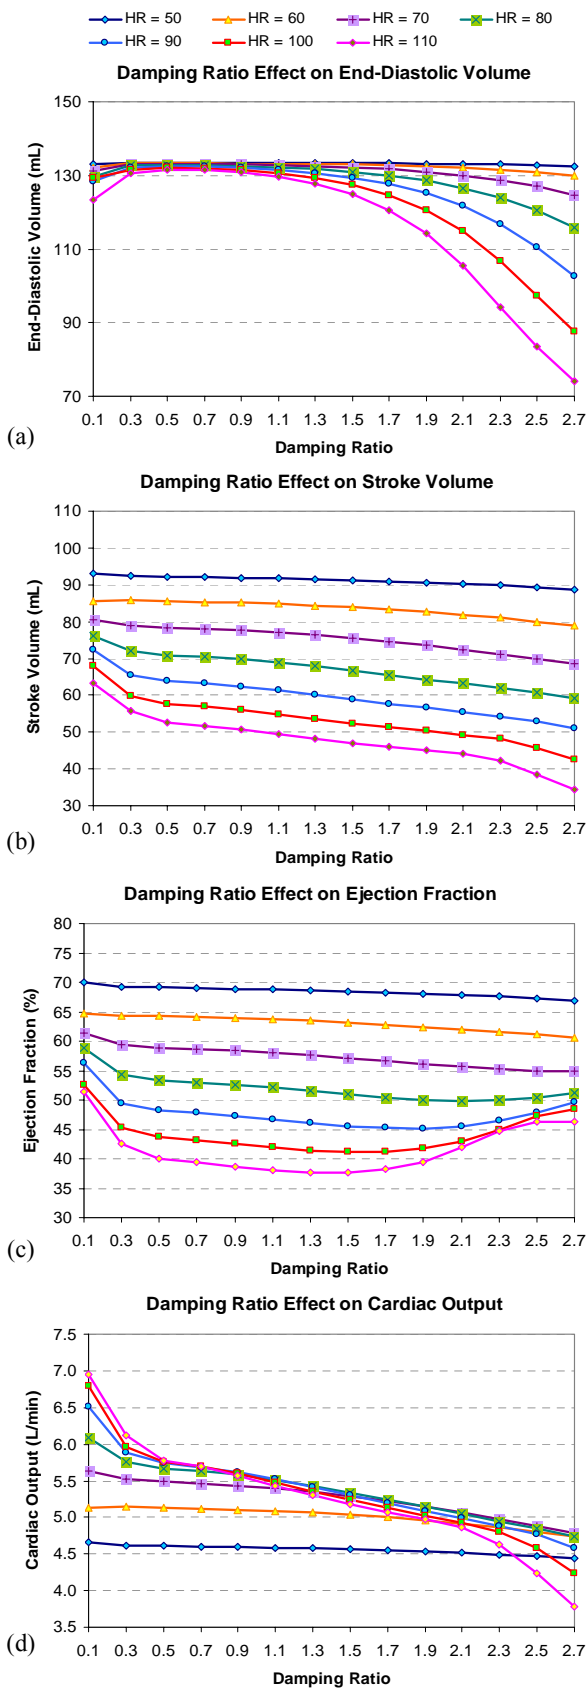 HR = 50 HR = 60 HR = 70 HR = 80
HR = 90 HR = 100 HR = 110
Damping Ratio Effect on End-Diastolic Volume
End-Diastolic Volume (mL)
150
130
110
90
70
0.1 0.3 0.5 0.7 0.9 1.1 1.3 1.5 1.7 1.9 2.1 2.3 2.5 2.7
(a)
Damping Ratio
Damping Ratio Effect on Stroke Volume
Stroke Volume (mL)
110
100
90
80
70
60
50
40
30
0.1 0.3 0.5 0.7 0.9 1.1 1.3 1.5 1.7 1.9 2.1 2.3 2.5 2.7
(b)
Damping Ratio
Damping Ratio Effect on Ejection Fraction
Ejection Fraction (%)
80
75
70
65
60
55
50
45
40
35
30
0.1 0.3 0.5 0.7 0.9 1.1 1.3 1.5 1.7 1.9 2.1 2.3 2.5 2.7
(c)
Damping Ratio
Damping Ratio Effect on Cardiac Output
Cardiac Output (L/min)
7.5
7.0
6.5
6.0
5.5
5.0
4.5
4.0
3.5
0.1 0.3 0.5 0.7 0.9 1.1 1.3 1.5 1.7 1.9 2.1 2.3 2.5 2.7
(d)
Damping Ratio